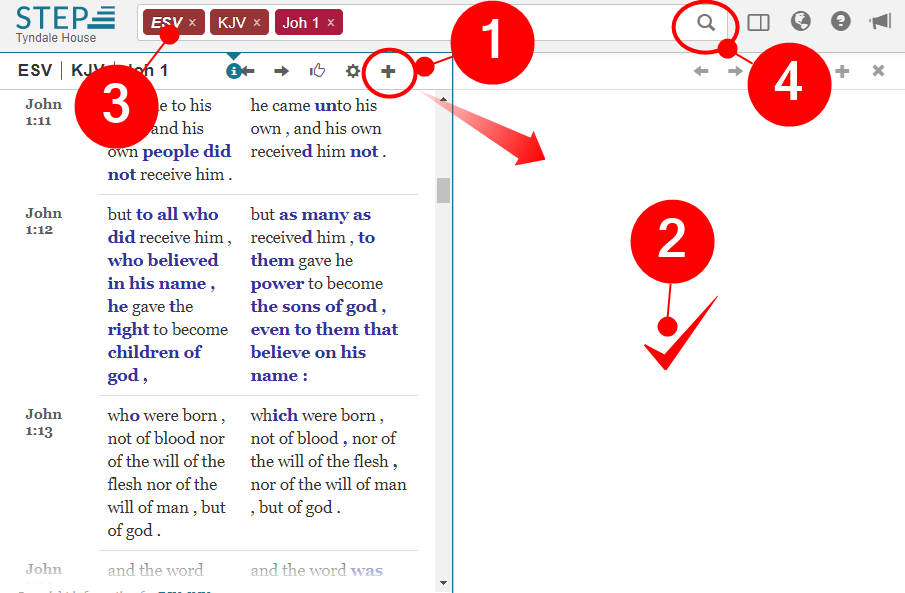 STEP
Tyndale House
ESV × KJV × Joh 1 ×
1
4
3
2
ESV | KJV | Joh 1
John
1:11
own people did
not receive him .
he came unto his
own , and his own
received him not .
John
1:12
but to all who
did receive him ,
who believed
in his name ,
he gave the
right to become
children of
god ,
but as many as
received him , to
them gave he
power to become
the sons of god ,
even to them that
believe on his
name :
John
1:13
who were born ,
not of blood nor
of the will of the
flesh nor of the
will of man , but
of god .
which were born ,
not of blood , nor of
the will of the flesh ,
nor of the will of man
, but of god .
John
and the word
and the word was